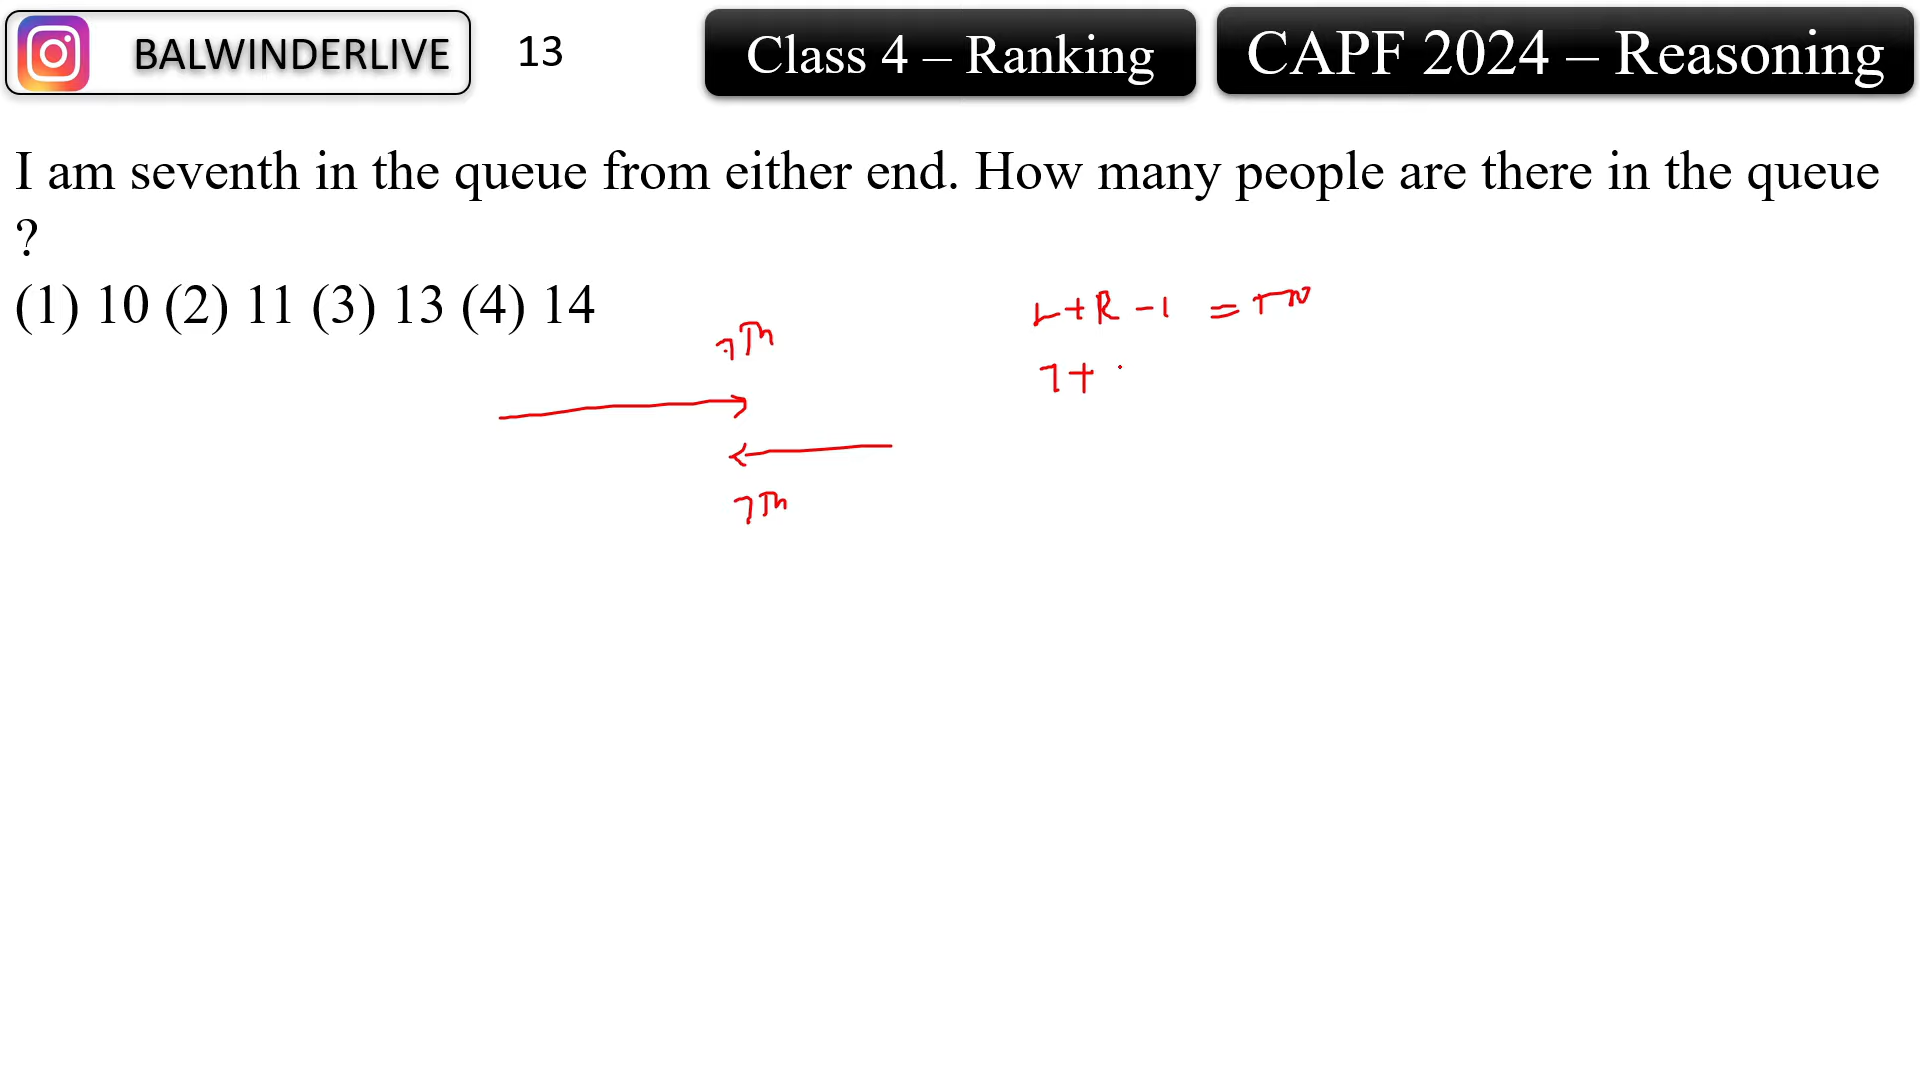 BALWINDERLIVE 13 Class 4 – Ranking CAPF 2024 – Reasoning
I am seventh in the queue from either end. How many people are there in the queue
?
(1) 10 (2) 11 (3) 13 (4) 14
L+R-1 =
7Th
7+
7Th